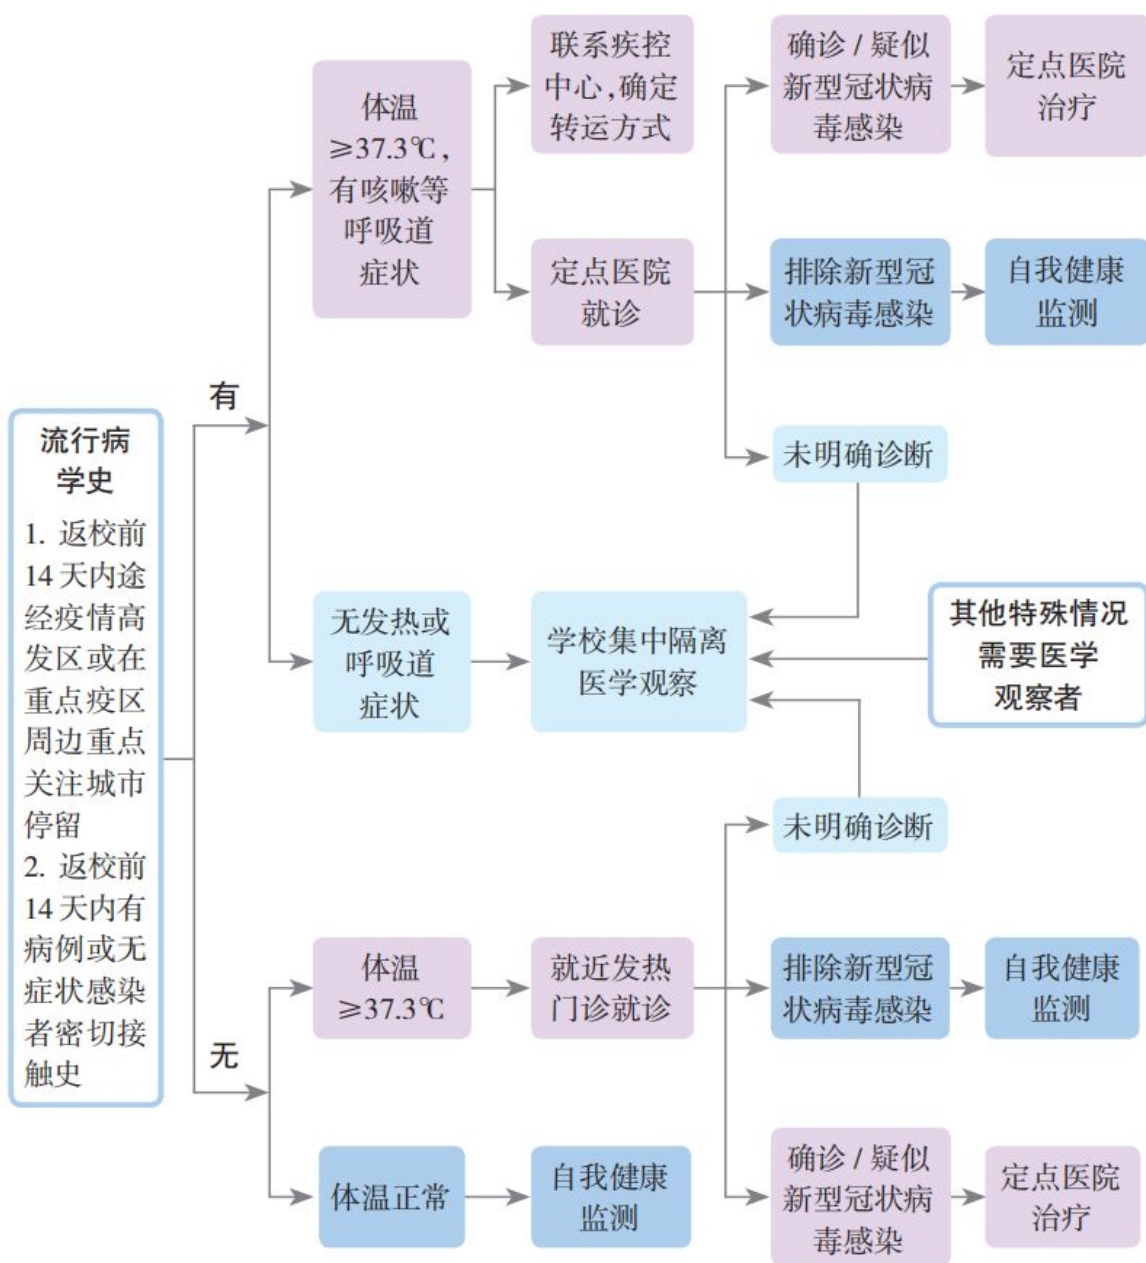 流行病
学史
1. 返校前
14天内途
经疫情高
发区或在
重点疫区
周边重点
关注城市
停留
2. 返校前
14天内有
病例或无
症状感染
者密切接
触史
有
体温
≥37.3℃,
有咳嗽等
呼吸道
症状
联系疾控
中心,确定
转运方式
定点医院
就诊
确诊/疑似
新型冠状病
毒感染
定点医院
治疗
排除新型冠
状病毒感染
自我健康
监测
未明确诊断
无发热或
呼吸道
症状
学校集中隔离
医学观察
其他特殊情况
需要医学
观察者
无
体温
≥37.3℃
就近发热
门诊就诊
未明确诊断
排除新型冠
状病毒感染
自我健康
监测
确诊/疑似
新型冠状病
毒感染
定点医院
治疗
体温正常
自我健康
监测